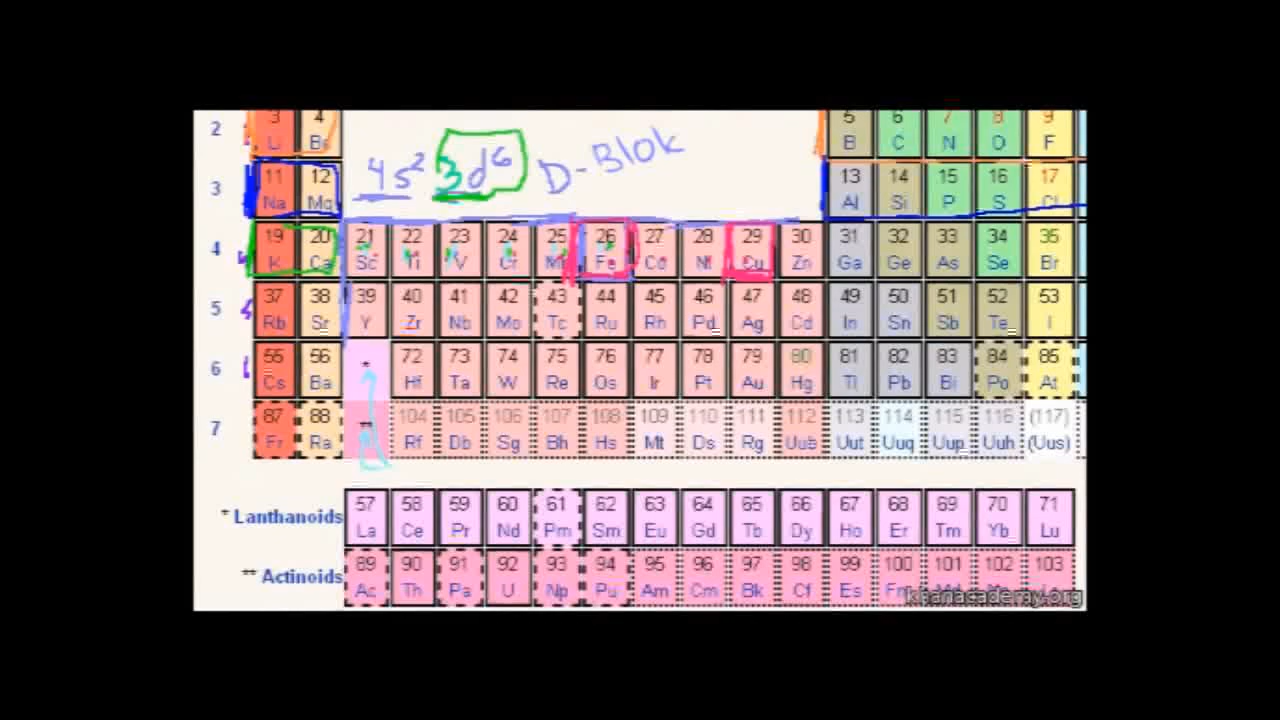 2 3 4 5 6 7 8 9
Li Be B C N O F
4s² 3d⁶ D-Blok
3 11 12 13 14 15 16 17
Na Mg Al Si P S Cl
4 19 20 21 22 23 24 25 26 27 28 29 30 31 32 33 34 35
K Ca Sc Ti V Cr Mn Fe Co Ni Cu Zn Ga Ge As Se Br
5 37 38 39 40 41 42 43 44 45 46 47 48 49 50 51 52 53
Rb Sr Y Zr Nb Mo Tc Ru Rh Pd Ag Cd In Sn Sb Te I
6 55 56 * 72 73 74 75 76 77 78 79 80 81 82 83 84 85
Cs Ba Hf Ta W Re Os Ir Pt Au Hg Tl Pb Bi Po At
7 87 88 ** 104 105 106 107 108 109 110 111 112 113 114 115 116 (117)
Fr Ra Rf Db Sg Bh Hs Mt Ds Rg Uub Uut Uuq Uup Uuh (Uus)
57 58 59 60 61 62 63 64 65 66 67 68 69 70 71
* Lanthanoids La Ce Pr Nd Pm Sm Eu Gd Tb Dy Ho Er Tm Yb Lu
89 90 91 92 93 94 95 96 97 98 99 100 101 102 103
** Actinoids Ac Th Pa U Np Pu Am Cm Bk Cf Es
khanacademy.org